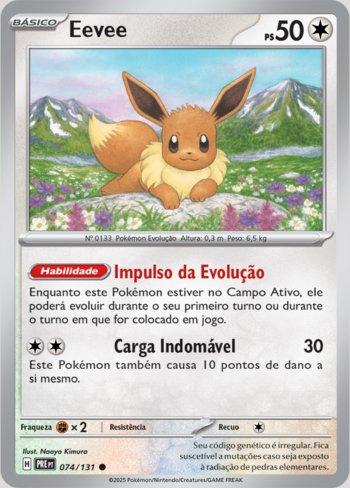 BÁSICO
Eevee
PS 50
Nº 0133 Pokémon Evolução Altura: 0,3 m Peso: 6,5 kg
Habilidade Impulso da Evolução
Enquanto este Pokémon estiver no Campo Ativo, ele
poderá evoluir durante o seu primeiro turno ou durante
o turno em que for colocado em jogo.
Carga Indomável 30
Este Pokémon também causa 10 pontos de dano a
si mesmo.
Fraqueza × 2 Resistência Recuo
Ilust. Naoyo Kimura
H PRE PT 074/131
Seu código genético é irregular. Ficará
suscetível a mutações caso seja exposto
à radiação de pedras elementares.
©2025 Pokémon/Nintendo/Creatures/GAME FREAK